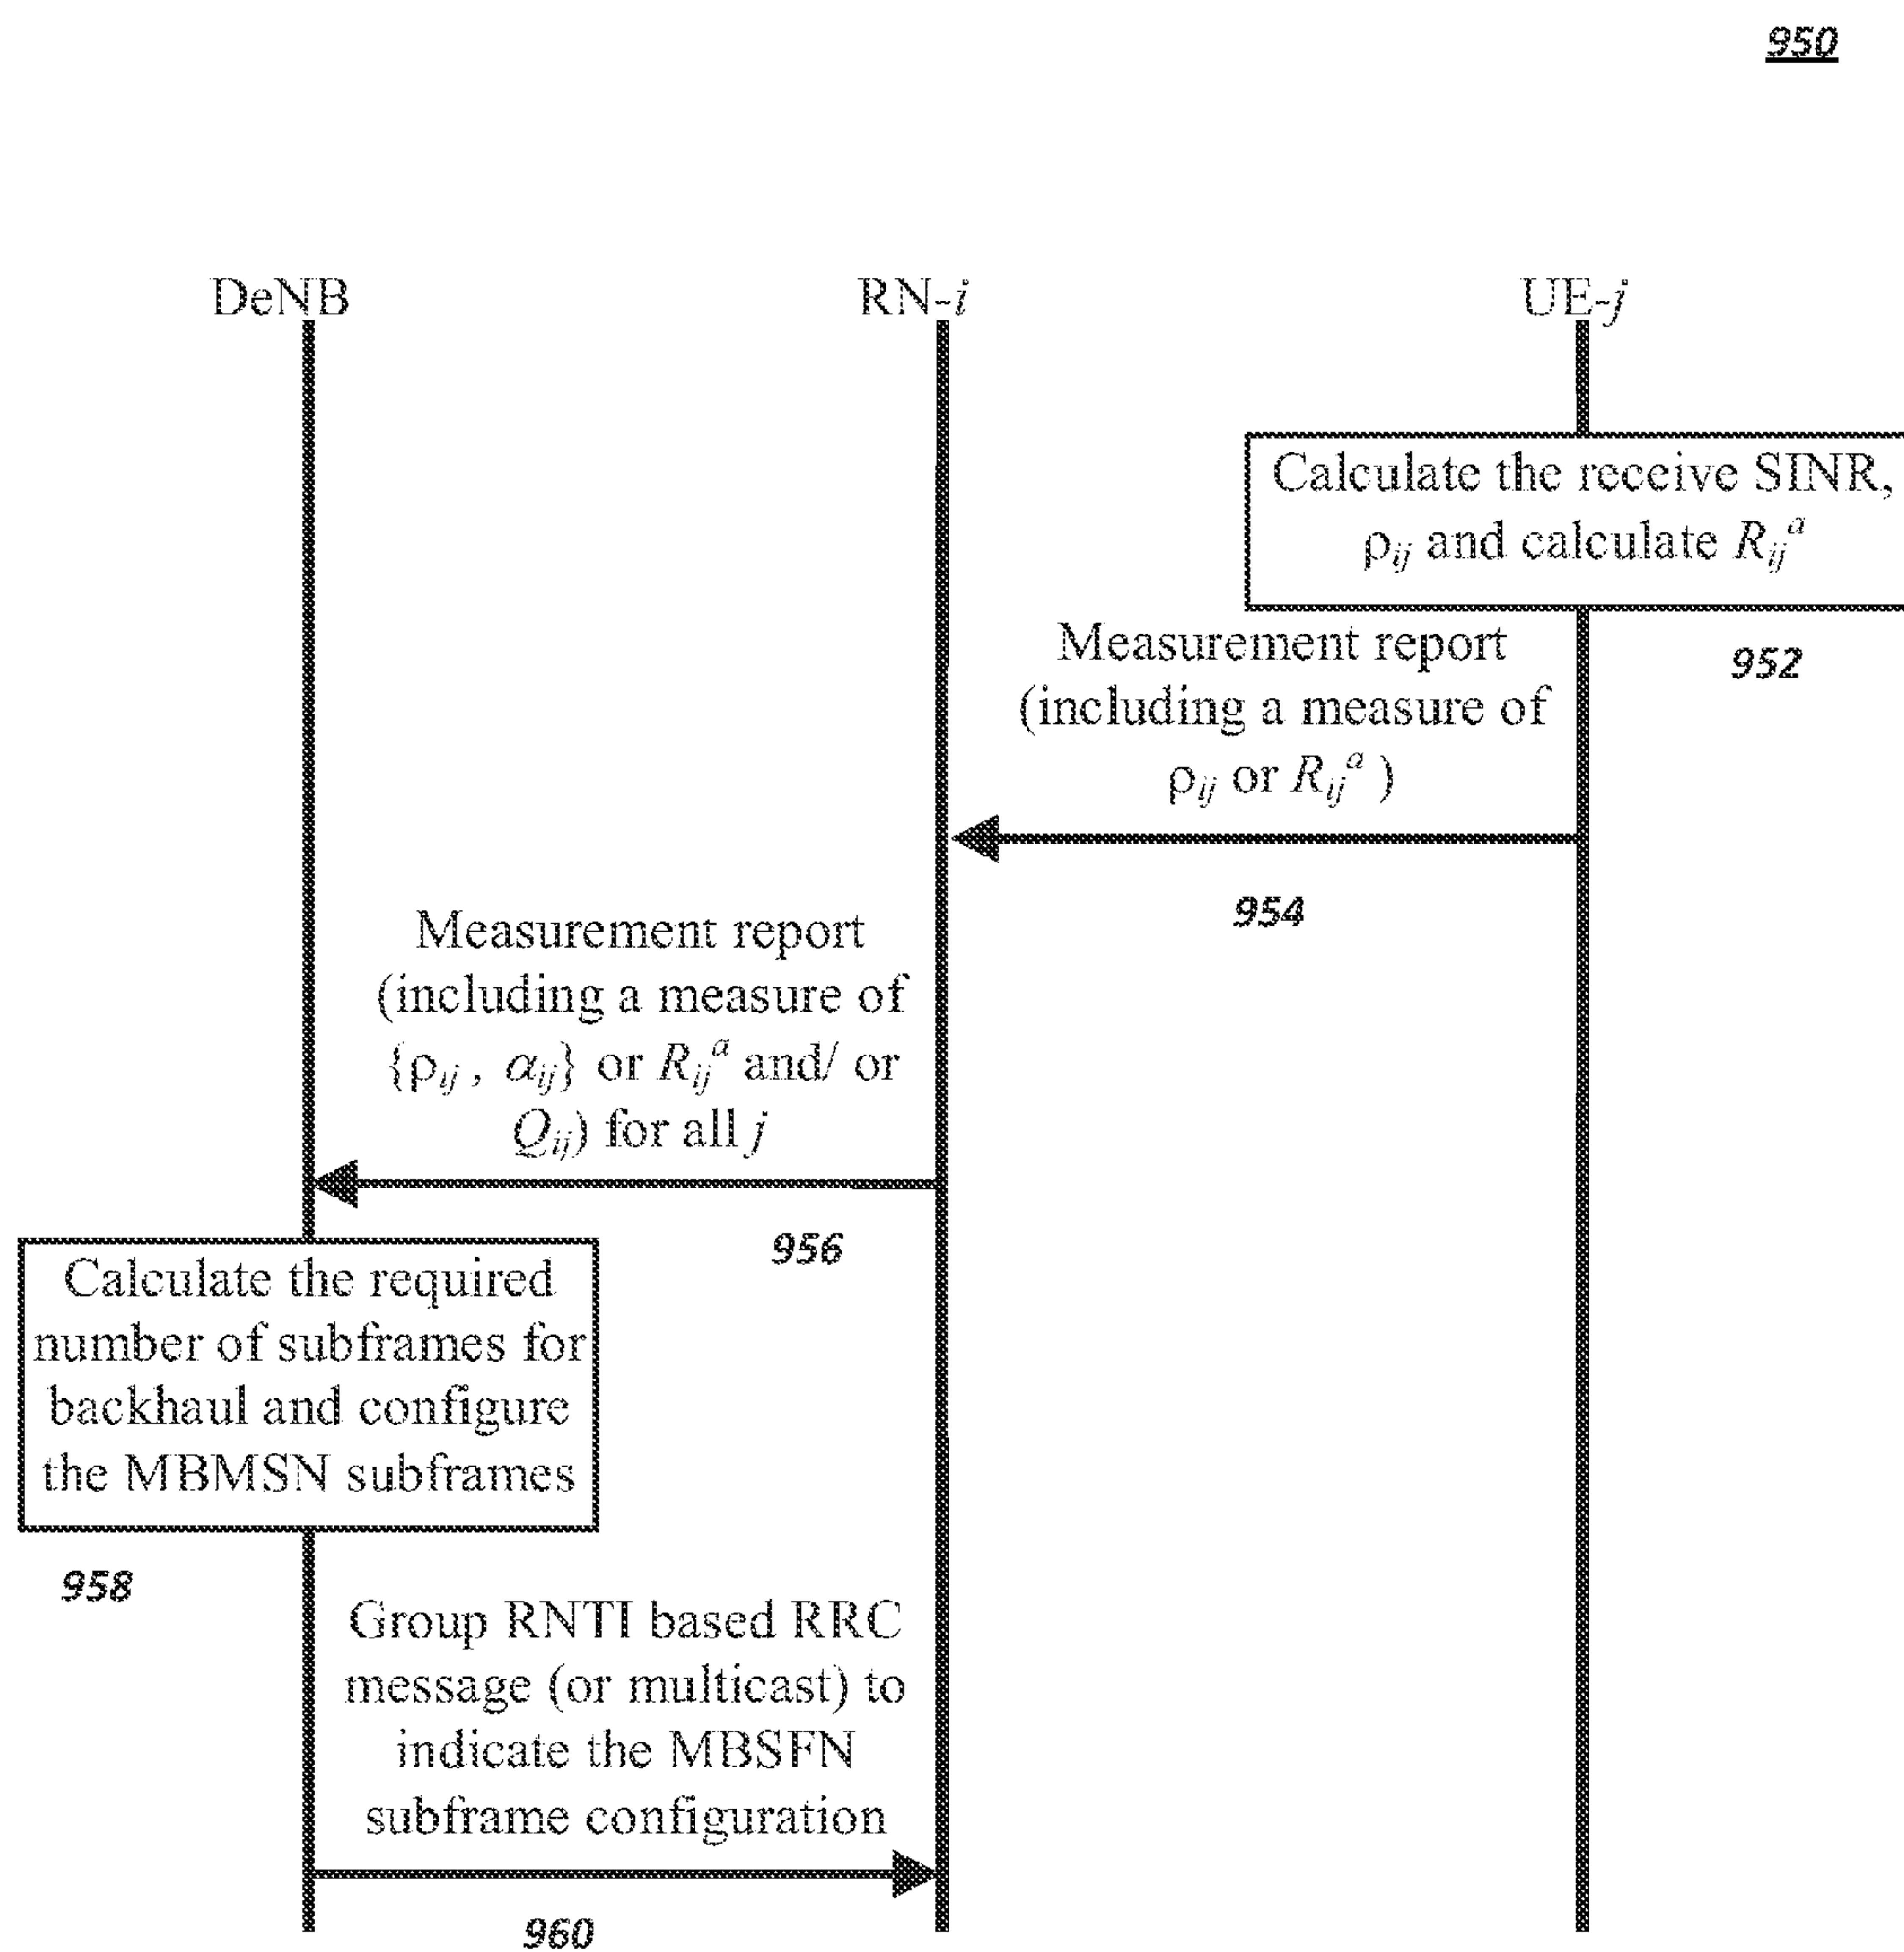 950
DeNB
RN-i
UE-j
Calculate the receive SINR,
ρij and calculate Rij^a
952
Measurement report
(including a measure of
ρij or Rij^a )
954
Measurement report
(including a measure of
{ρij , αij} or Rij^a and/ or
Qij) for all j
956
Calculate the required
number of subframes for
backhaul and configure
the MBMSN subframes
958
Group RNTI based RRC
message (or multicast) to
indicate the MBSFN
subframe configuration
960